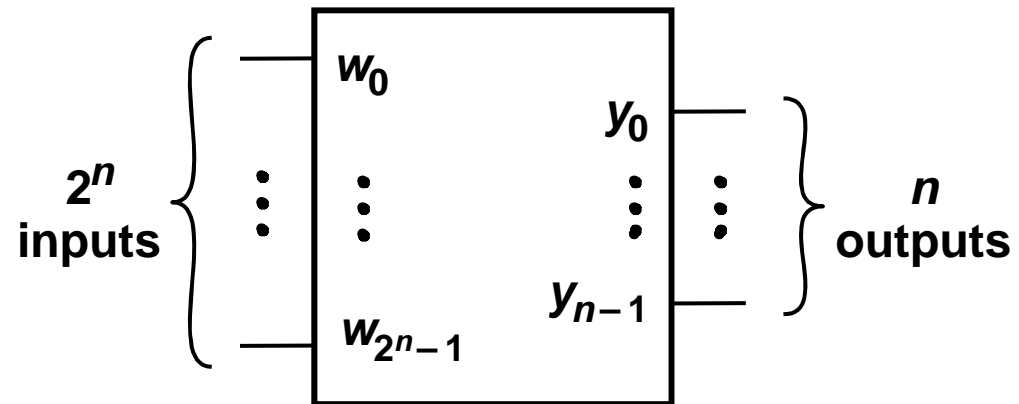 2ⁿ
inputs
w₀
⋮
w₂ⁿ₋₁
y₀
⋮
yₙ₋₁
n
outputs